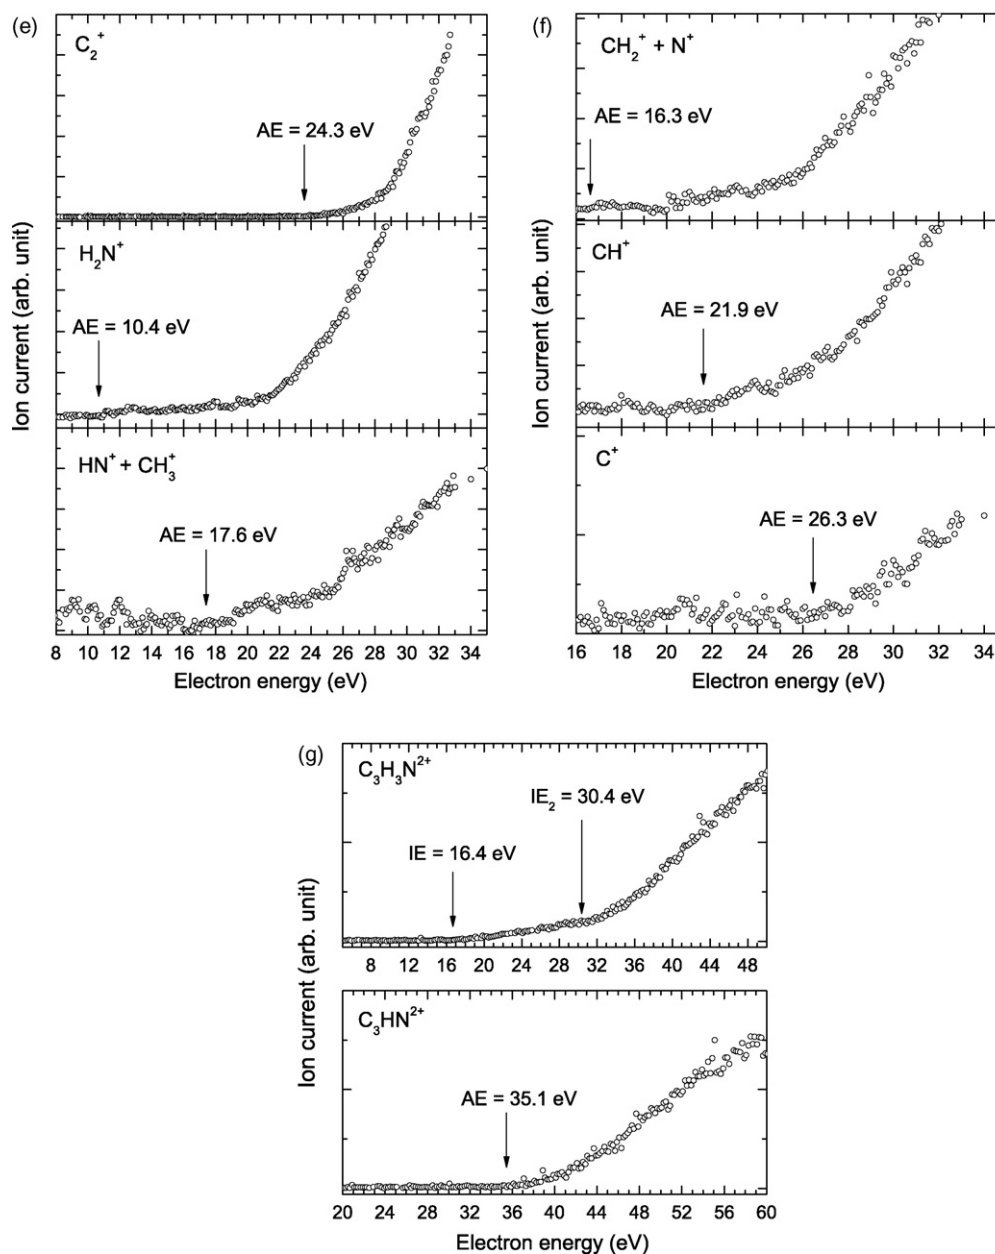 (e)
C₂⁺
AE = 24.3 eV
H₂N⁺
AE = 10.4 eV
HN⁺ + CH₃⁺
AE = 17.6 eV
8 10 12 14 16 18 20 22 24 26 28 30 32 34
Electron energy (eV)
Ion current (arb. unit)
(f)
CH₂⁺ + N⁺
AE = 16.3 eV
CH⁺
AE = 21.9 eV
C⁺
AE = 26.3 eV
16 18 20 22 24 26 28 30 32 34
Electron energy (eV)
Ion current (arb. unit)
(g)
C₃H₃N²⁺
IE₂ = 30.4 eV
IE = 16.4 eV
8 12 16 20 24 28 32 36 40 44 48
C₃HN²⁺
AE = 35.1 eV
20 24 28 32 36 40 44 48 52 56 60
Electron energy (eV)
Ion current (arb. unit)